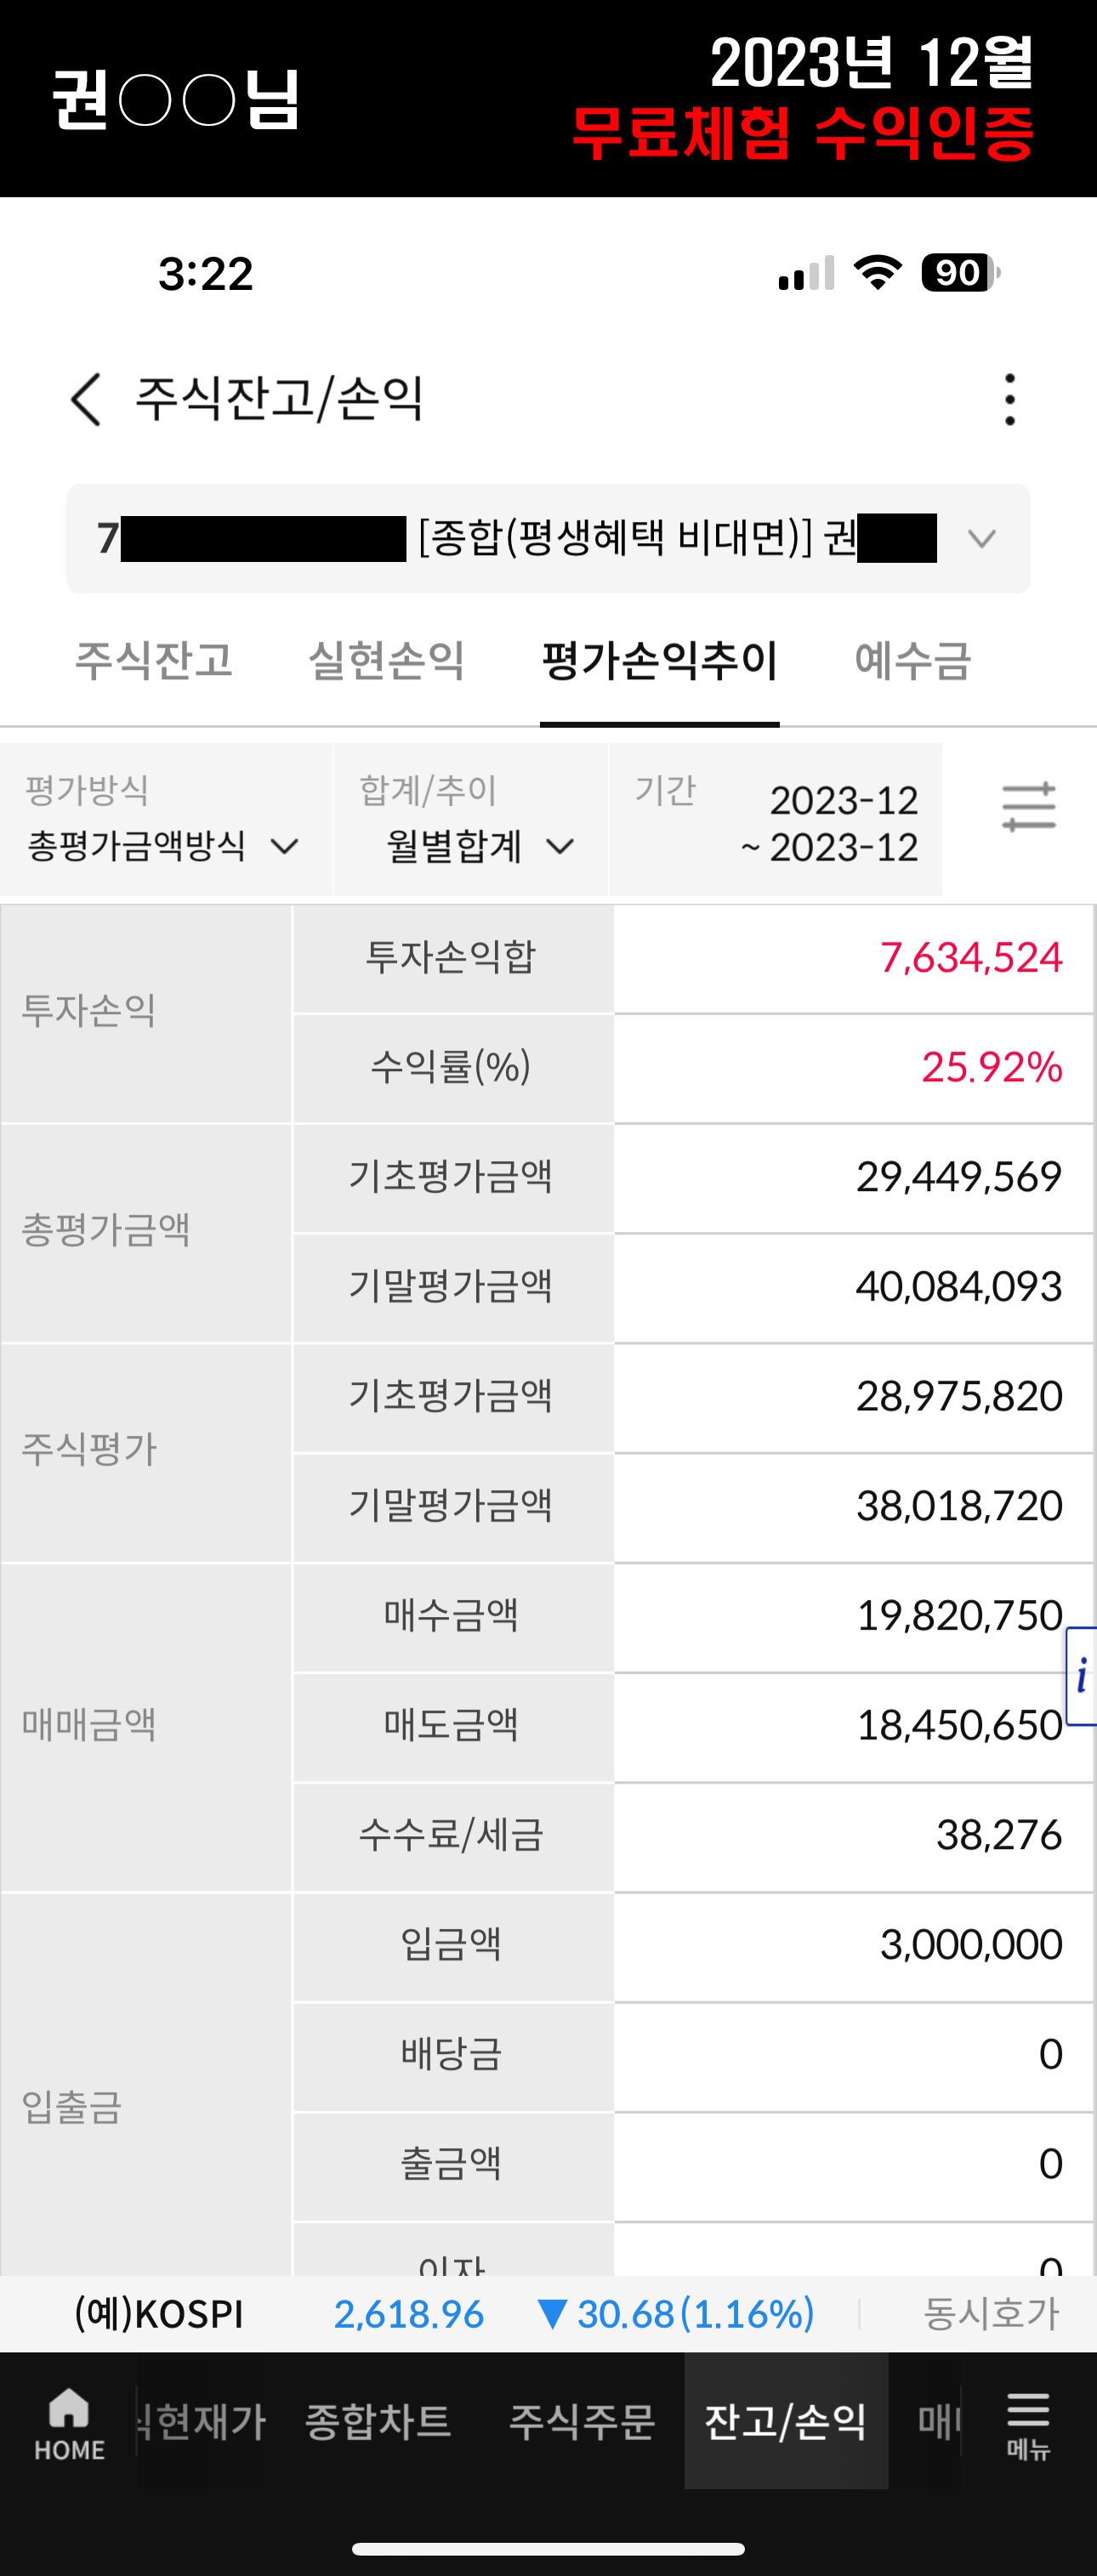 권○○님
2023년 12월
무료체험 수익인증
3:22
90
주식잔고/손익
7 [종합(평생혜택 비대면)] 권
주식잔고 실현손익 평가손익추이 예수금
평가방식 합계/추이 기간 2023-12
총평가금액방식 월별합계 ~ 2023-12
투자손익
투자손익합 7,634,524
수익률(%) 25.92%
총평가금액
기초평가금액 29,449,569
기말평가금액 40,084,093
주식평가
기초평가금액 28,975,820
기말평가금액 38,018,720
매매금액
매수금액 19,820,750
매도금액 18,450,650
수수료/세금 38,276
i
입출금
입금액 3,000,000
배당금 0
출금액 0
이자 0
(예)KOSPI 2,618.96 ▼ 30.68(1.16%) 동시호가
HOME 현재가 종합차트 주식주문 잔고/손익 메뉴